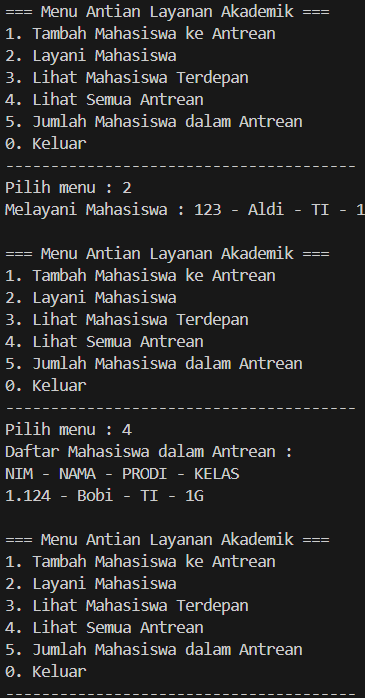 === Menu Antian Layanan Akademik ===
1. Tambah Mahasiswa ke Antrean
2. Layani Mahasiswa
3. Lihat Mahasiswa Terdepan
4. Lihat Semua Antrean
5. Jumlah Mahasiswa dalam Antrean
0. Keluar
---------------------------------------
Pilih menu : 2
Melayani Mahasiswa : 123 - Aldi - TI - 1
=== Menu Antian Layanan Akademik ===
1. Tambah Mahasiswa ke Antrean
2. Layani Mahasiswa
3. Lihat Mahasiswa Terdepan
4. Lihat Semua Antrean
5. Jumlah Mahasiswa dalam Antrean
0. Keluar
---------------------------------------
Pilih menu : 4
Daftar Mahasiswa dalam Antrean :
NIM - NAMA - PRODI - KELAS
1.124 - Bobi - TI - 1G
=== Menu Antian Layanan Akademik ===
1. Tambah Mahasiswa ke Antrean
2. Layani Mahasiswa
3. Lihat Mahasiswa Terdepan
4. Lihat Semua Antrean
5. Jumlah Mahasiswa dalam Antrean
0. Keluar
---------------------------------------